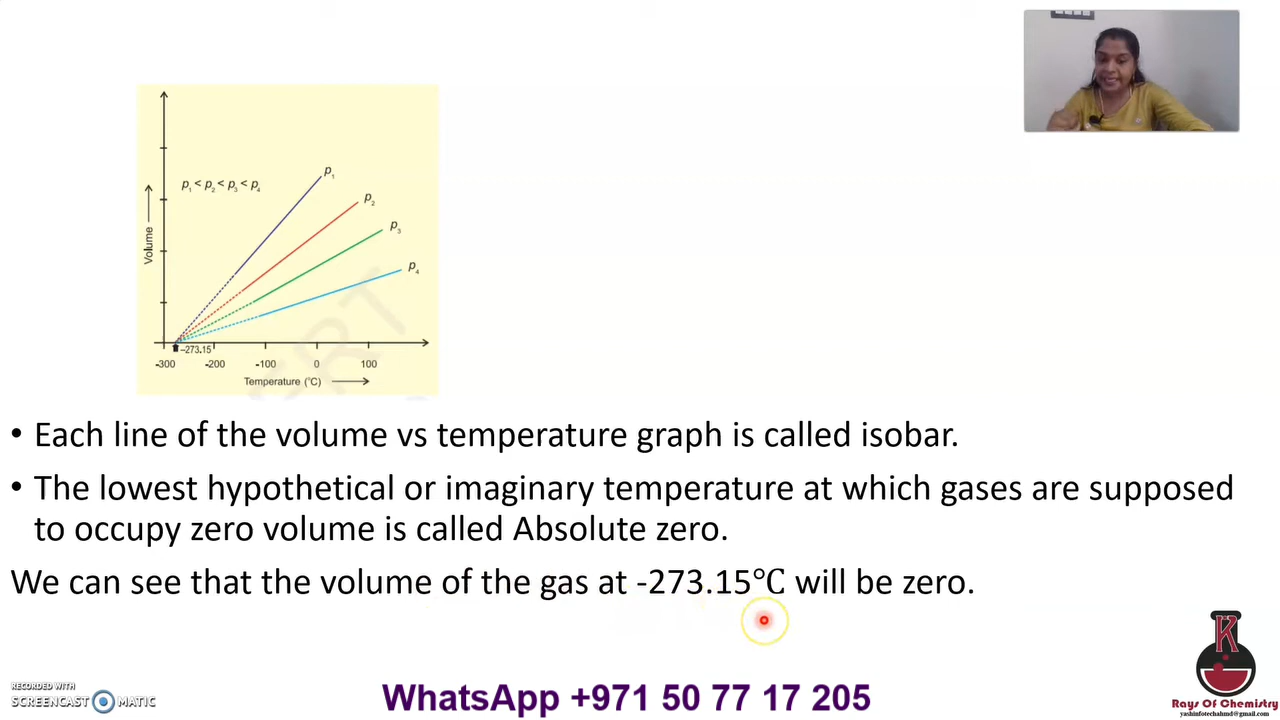 p₁ < p₂ < p₃ < p₄
p₁
p₂
p₃
p₄
Volume
-273.15
-300 -200 -100 0 100
Temperature (°C)
• Each line of the volume vs temperature graph is called isobar.
• The lowest hypothetical or imaginary temperature at which gases are supposed
to occupy zero volume is called Absolute zero.
We can see that the volume of the gas at -273.15℃ will be zero.
RECORDED WITH
SCREENCAST MATIC
WhatsApp +971 50 77 17 205
K
Rays Of Chemistry
yashinfotechahmd@gmail.com